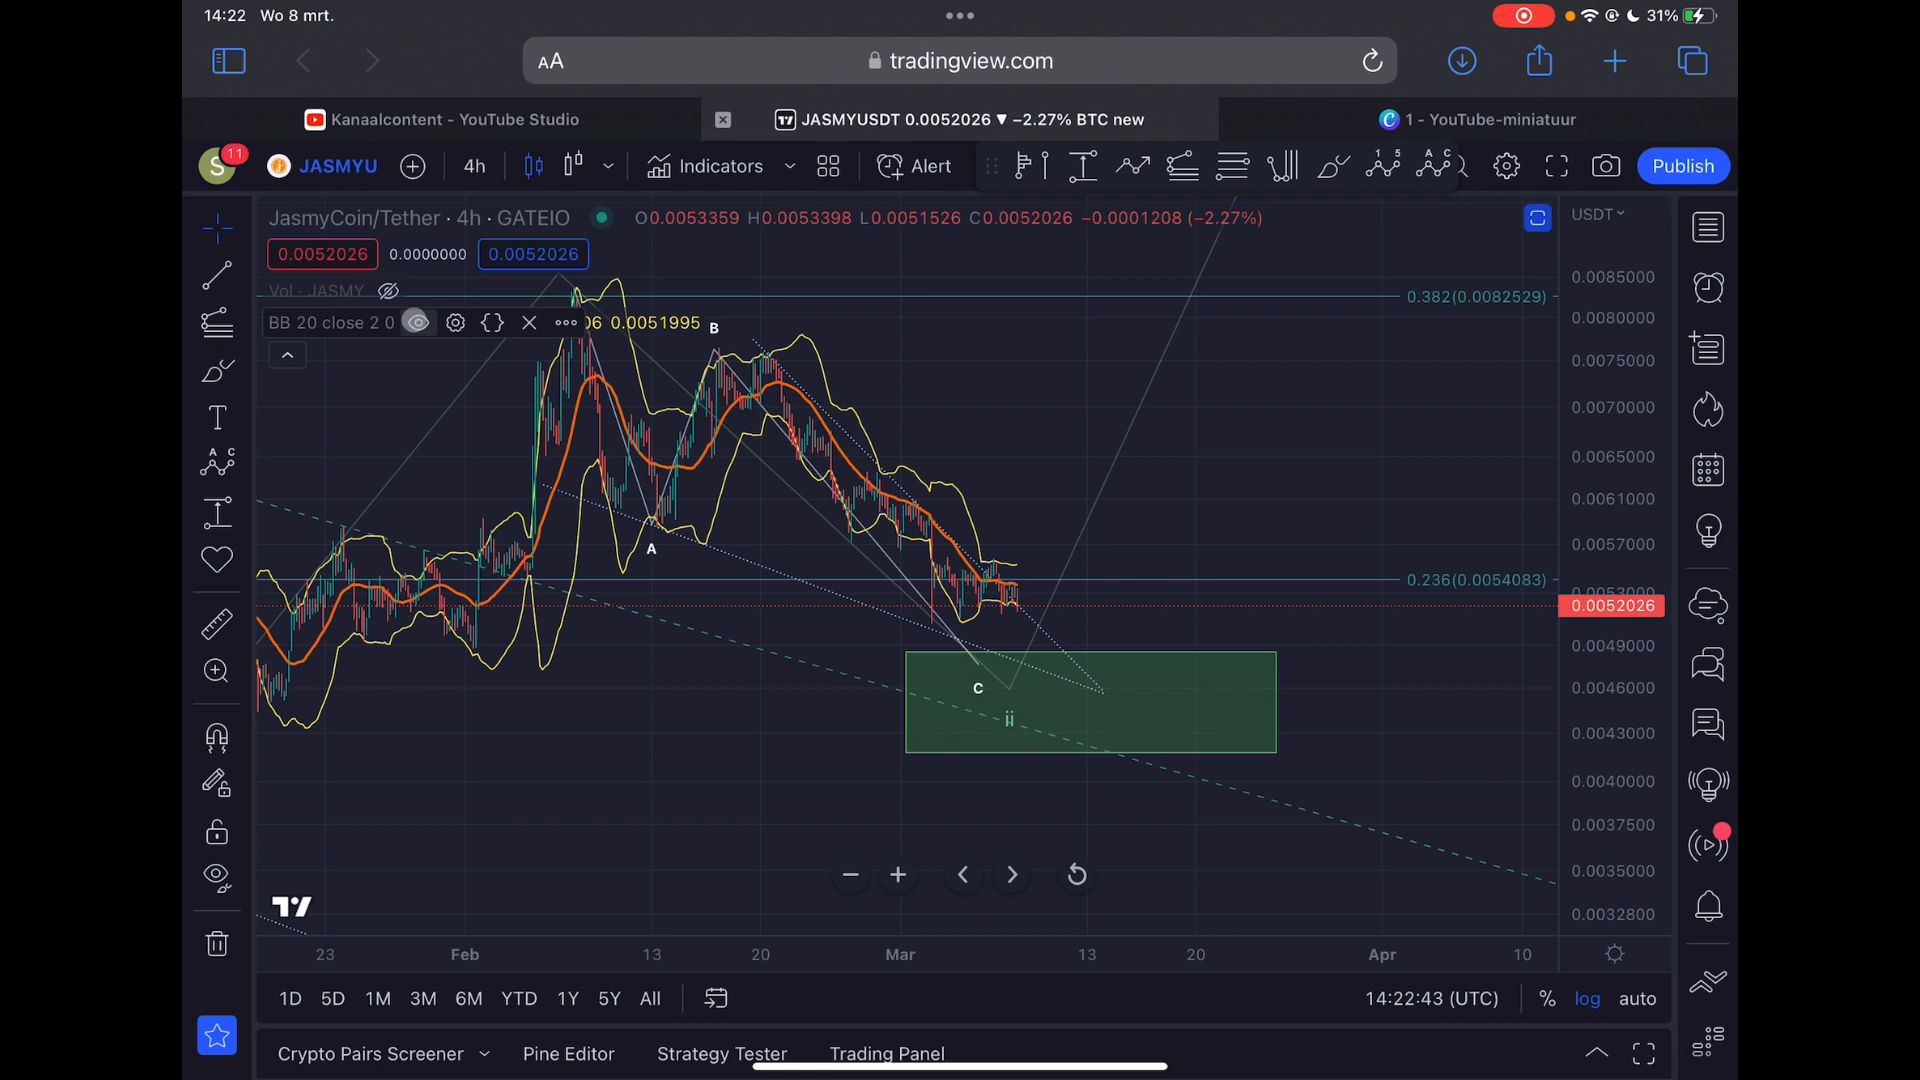 14:22 Wo 8 mrt.
31%
AA tradingview.com
Kanaalcontent - YouTube Studio
JASMYUSDT 0.0052026 ▼ −2.27% BTC new
1 - YouTube-miniatuur
S 11 JASMYU 4h Indicators Alert Publish
JasmyCoin/Tether · 4h · GATEIO O0.0053359 H0.0053398 L0.0051526 C0.0052026 −0.0001208 (−2.27%)
USDT
0.0052026 0.0000000 0.0052026
Vol · JASMY
BB 20 close 2 0 06 0.0051995
0.0085000
0.382(0.0082529)
0.0080000
B
0.0075000
0.0070000
0.0065000
0.0061000
A
0.0057000
0.236(0.0054083)
0.0053000
0.0052026
0.0049000
C
0.0046000
ii
0.0043000
0.0040000
0.0037500
0.0035000
0.0032800
23 Feb 13 20 Mar 13 20 Apr 10
1D 5D 1M 3M 6M YTD 1Y 5Y All
14:22:43 (UTC) % log auto
Crypto Pairs Screener Pine Editor Strategy Tester Trading Panel